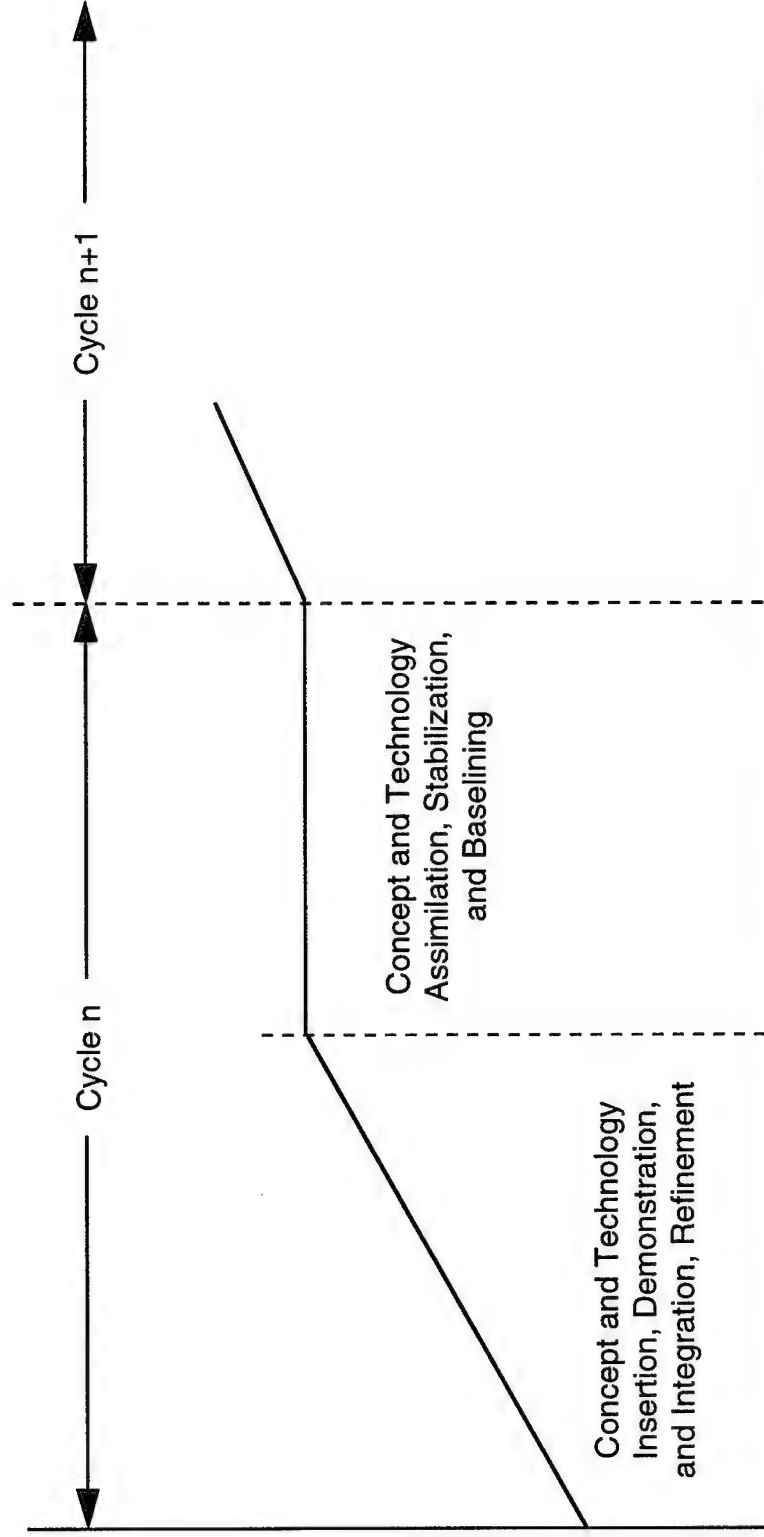 Cycle n
Cycle n+1
Concept and Technology
Insertion, Demonstration,
and Integration, Refinement
Concept and Technology
Assimilation, Stabilization,
and Baselining